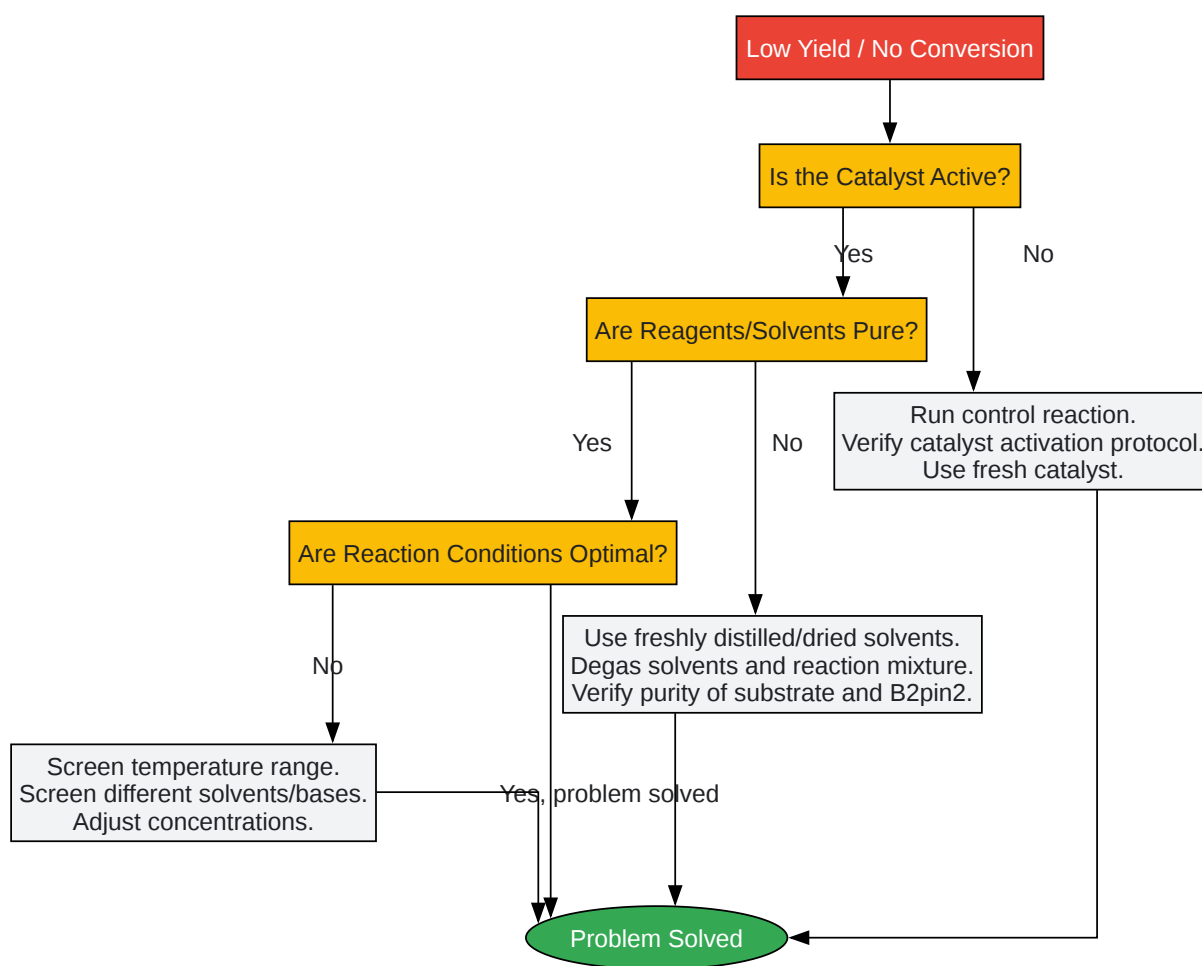 Low Yield / No Conversion
Is the Catalyst Active?
Yes
No
Are Reagents/Solvents Pure?
Yes
No
Run control reaction.
Verify catalyst activation protocol.
Use fresh catalyst.
Are Reaction Conditions Optimal?
No
Use freshly distilled/dried solvents.
Degas solvents and reaction mixture.
Verify purity of substrate and B2pin2.
Screen temperature range.
Screen different solvents/bases.
Adjust concentrations.
Yes, problem solved
Problem Solved